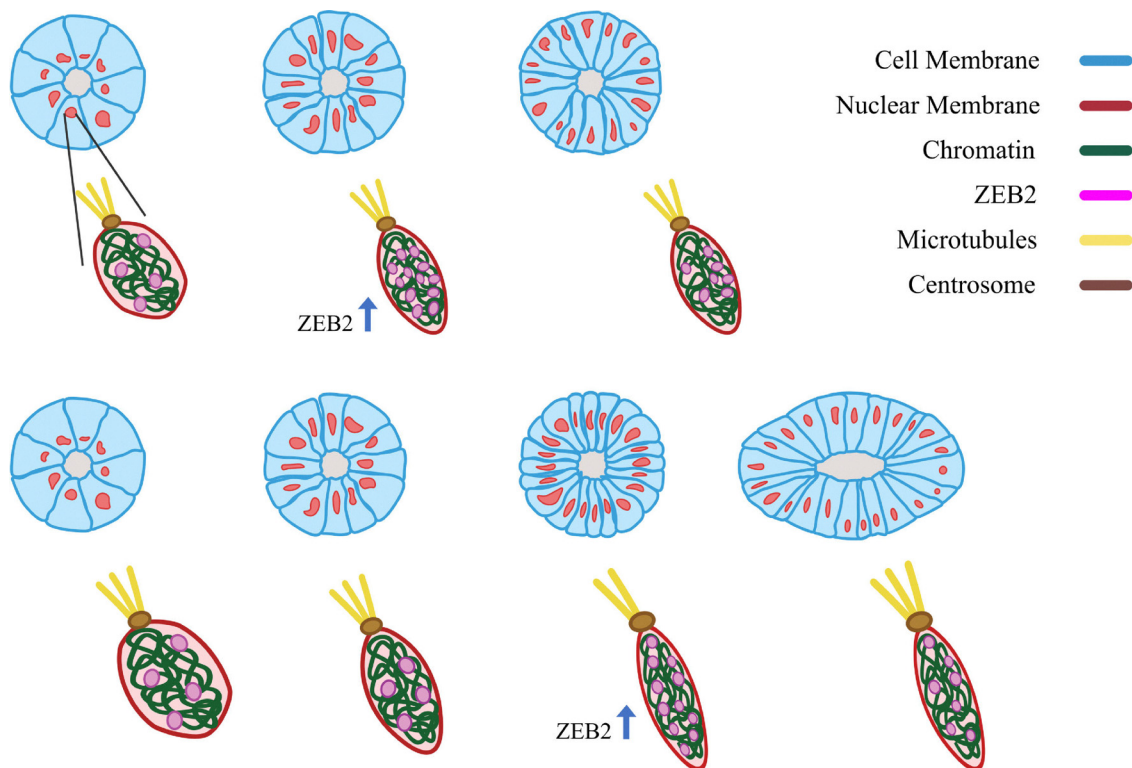 Cell Membrane
Nuclear Membrane
Chromatin
ZEB2
Microtubules
Centrosome
ZEB2
ZEB2